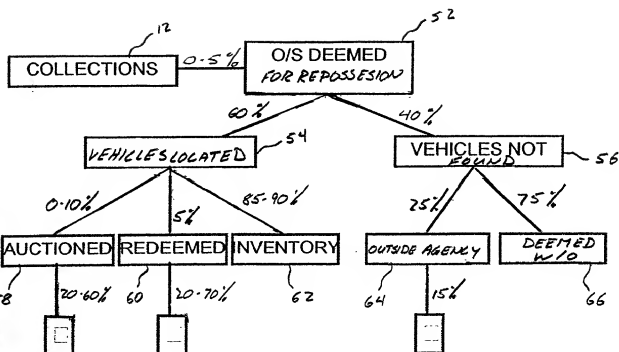 12
52
COLLECTIONS
0-5%
O/S DEEMED
FOR REPOSSESION
60%
40%
VEHICLES LOCATED
54
VEHICLES NOT
FOUND
56
0-10%
5%
85-90%
25%
75%
AUCTIONED
REDEEMED
INVENTORY
OUTSIDE AGENCY
DEEMED
W/O
8
20-60%
60
20-70%
62
64
15%
66